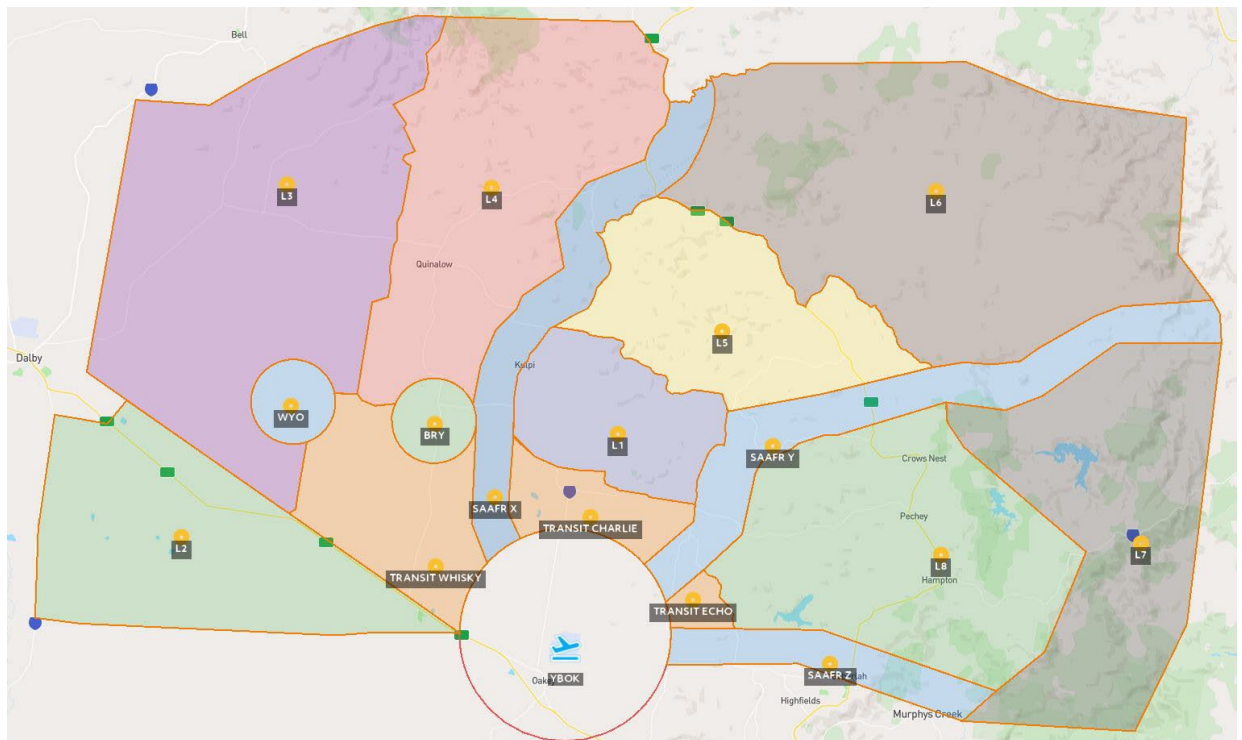 Bell
L3
L4
L6
Quinalow
Dalby
L5
Kulpi
WYO
BRY
L1
SAAFR Y
Crows Nest
SAAFR X
Pechey
TRANSIT CHARLIE
L2
L8
L7
TRANSIT WHISKY
Hampton
TRANSIT ECHO
SAAFR Z
Oakey
YBOK
Highfields
Murphys Creek